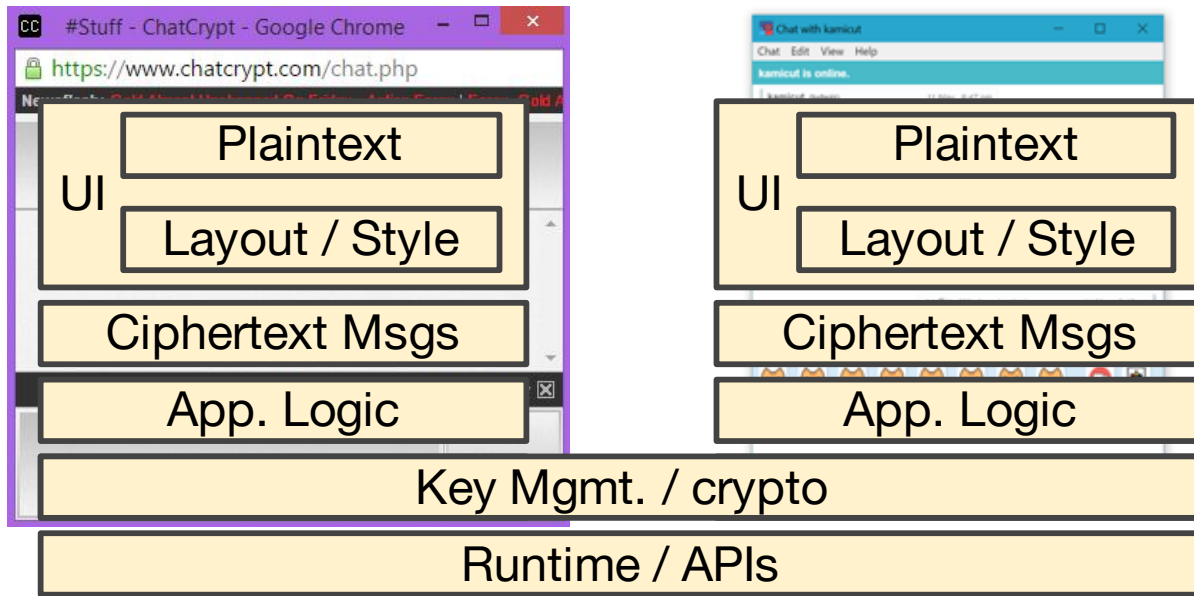 CC #Stuff - ChatCrypt - Google Chrome
https://www.chatcrypt.com/chat.php
Plaintext
UI
Layout / Style
Ciphertext Msgs
App. Logic
Chat with kamicut
Chat Edit View Help
kamicut is online.
Plaintext
UI
Layout / Style
Ciphertext Msgs
App. Logic
Key Mgmt. / crypto
Runtime / APIs